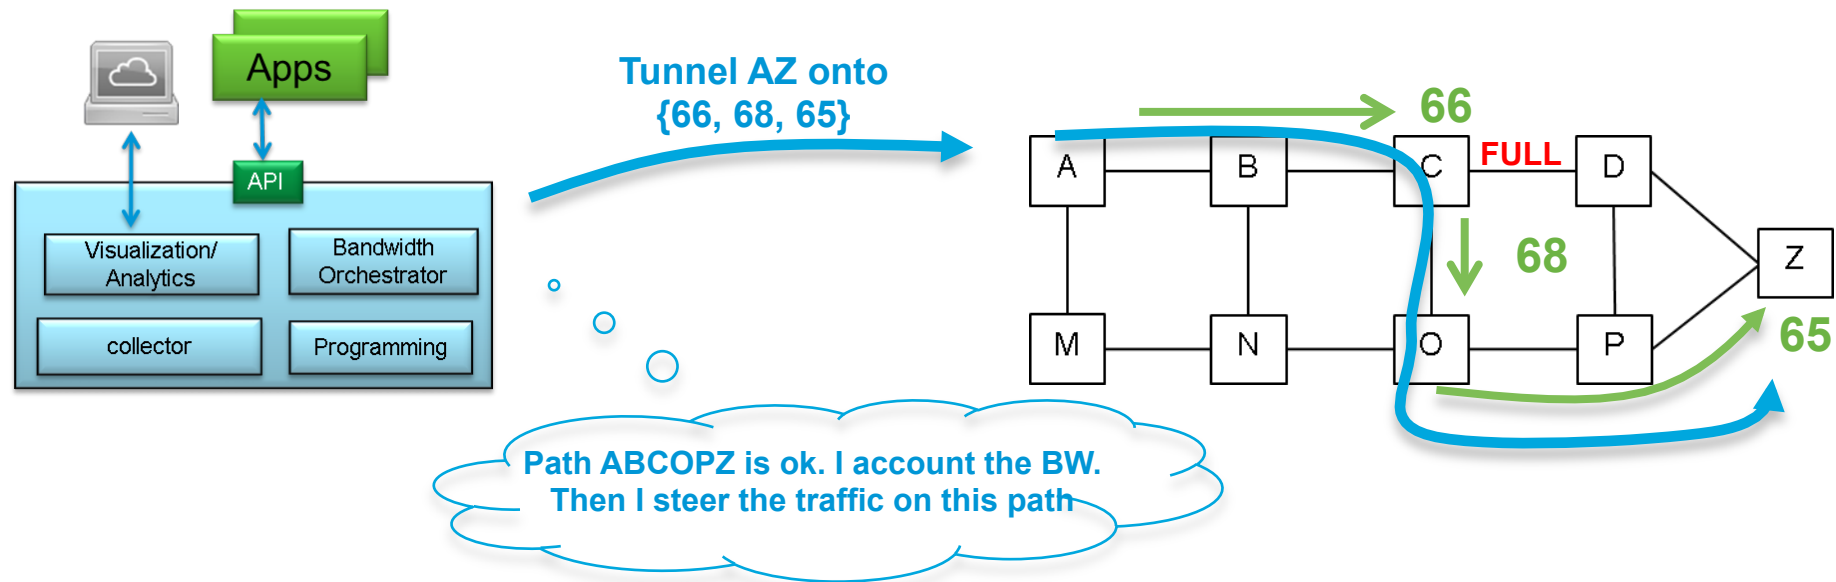 Apps
API
Visualization/
Analytics
Bandwidth
Orchestrator
collector
Programming
Tunnel AZ onto
{66, 68, 65}
Path ABCOPZ is ok. I account the BW.
Then I steer the traffic on this path
66
A
B
C
FULL
D
68
Z
M
N
O
P
65